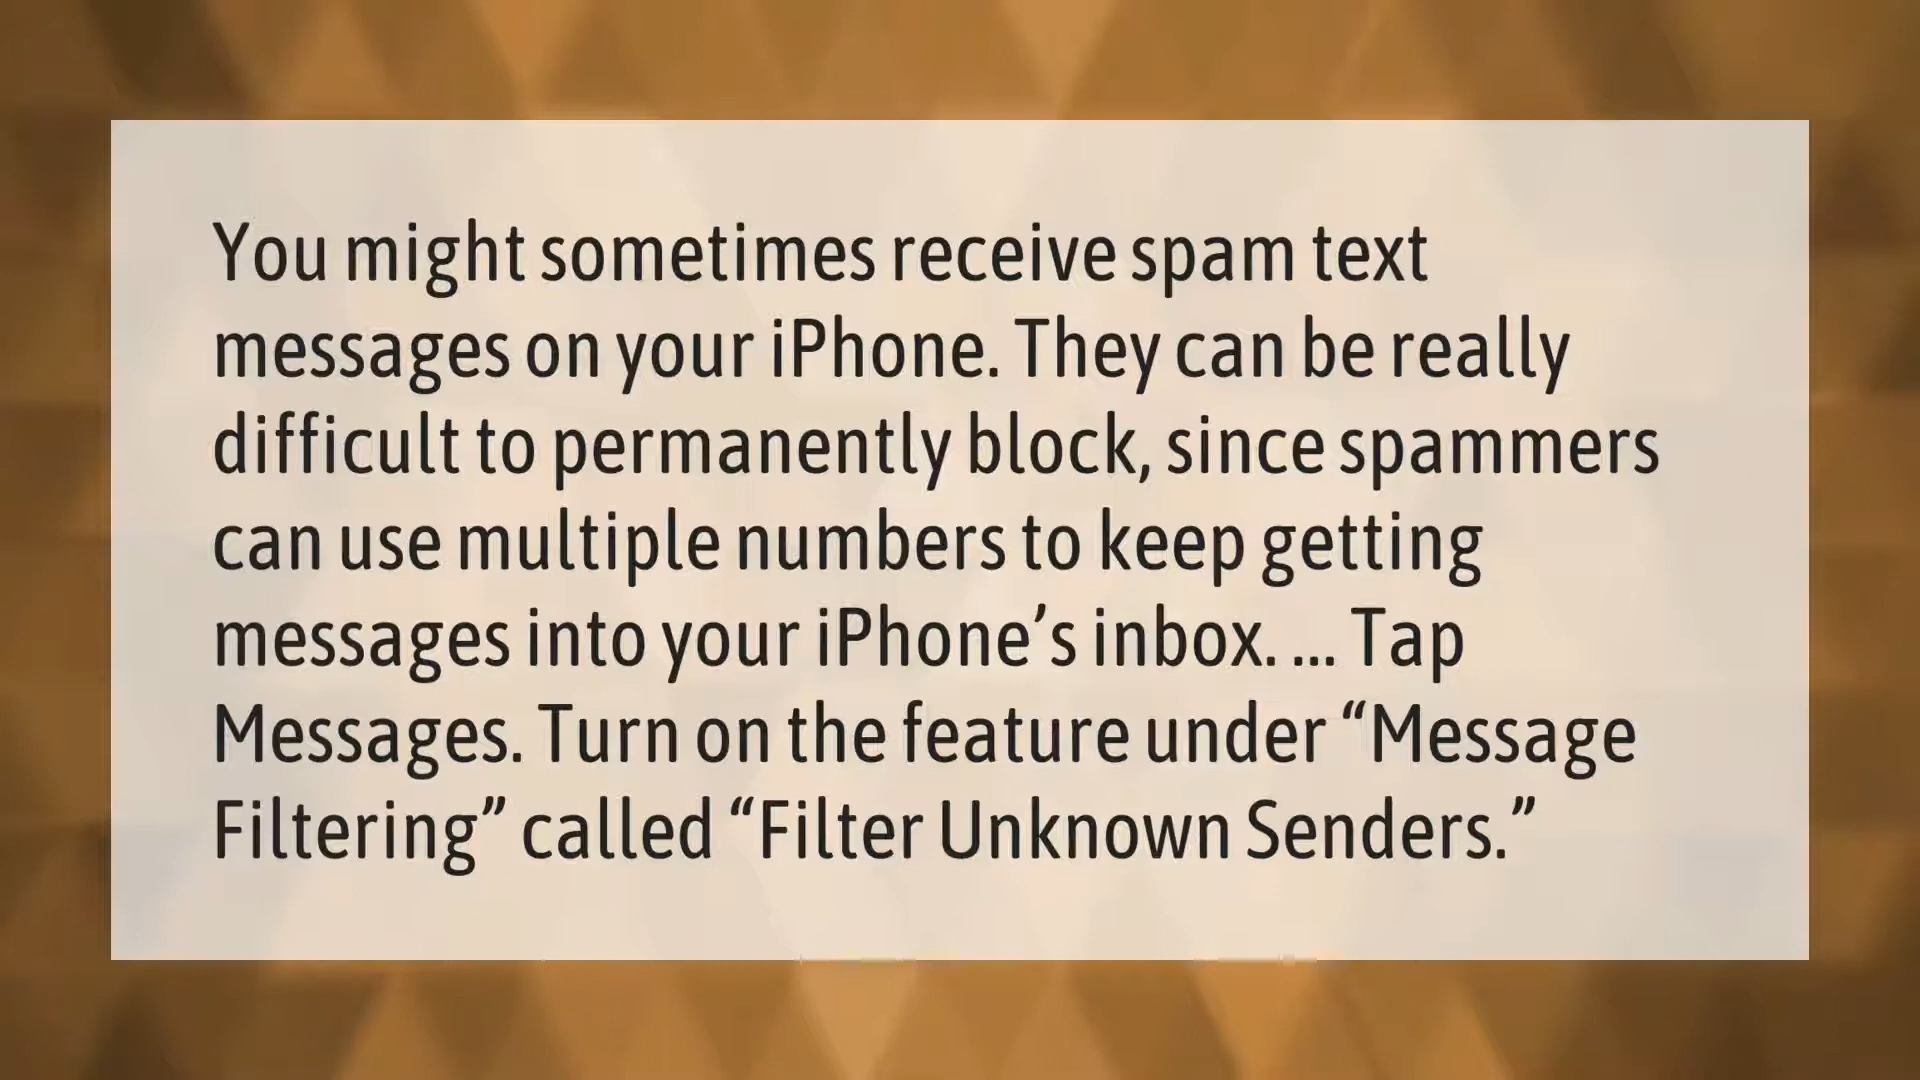 You might sometimes receive spam text
messages on your iPhone. They can be really
difficult to permanently block, since spammers
can use multiple numbers to keep getting
messages into your iPhone’s inbox. ... Tap
Messages. Turn on the feature under “Message
Filtering” called “Filter Unknown Senders.”